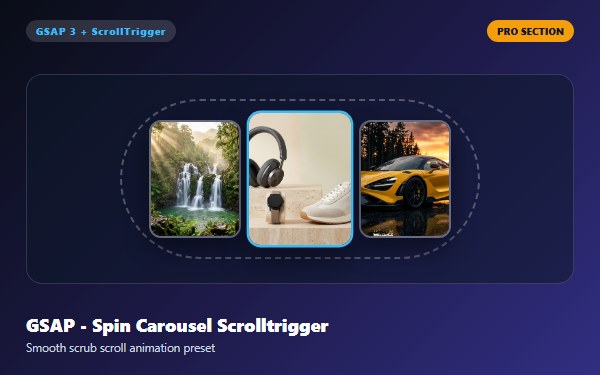 GSAP 3 + ScrollTrigger
PRO SECTION
GSAP - Spin Carousel Scrolltrigger
Smooth scrub scroll animation preset